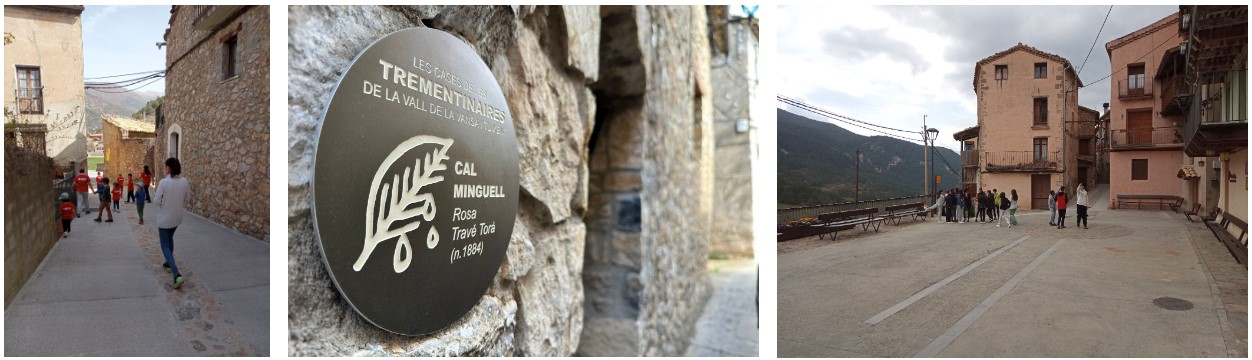 LES CASES DE LES
TREMENTINAIRES
DE LA VALL DE LA VANSA I TUIXENT
CAL
MINGUELL
Rosa
Travé Torà
(n.1884)